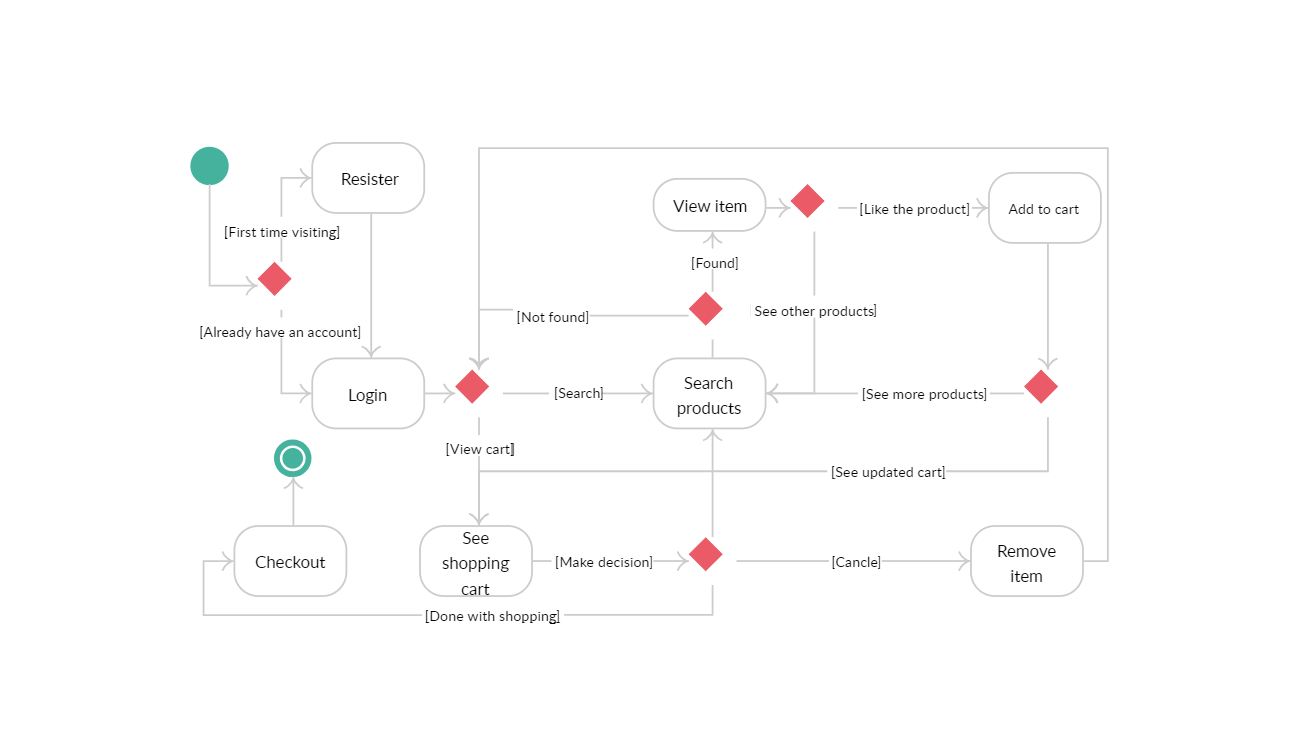 Resister
View item
[Like the product]
Add to cart
[First time visiting]
[Found]
[Not found]
See other products]
[Already have an account]
Login
[Search]
Search
products
[See more products]
[View cart]
[See updated cart]
Checkout
See
shopping
cart
[Make decision]
[Cancle]
Remove
item
[Done with shopping]